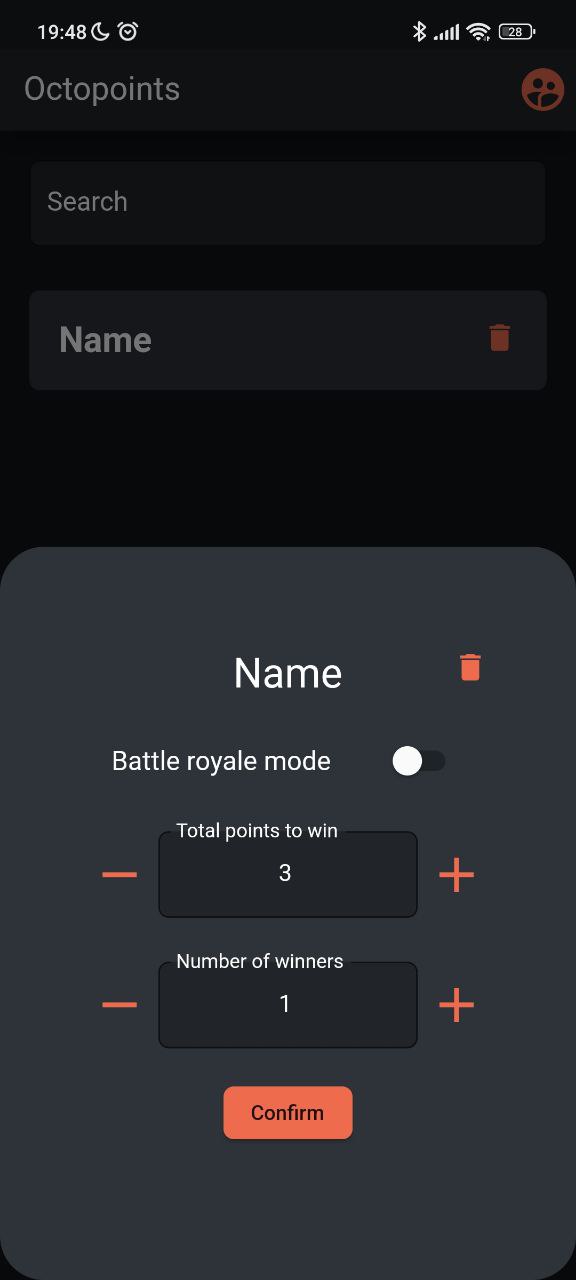 19:48
28
Octopoints
Search
Name
Name
Battle royale mode
Total points to win
3
Number of winners
1
Confirm